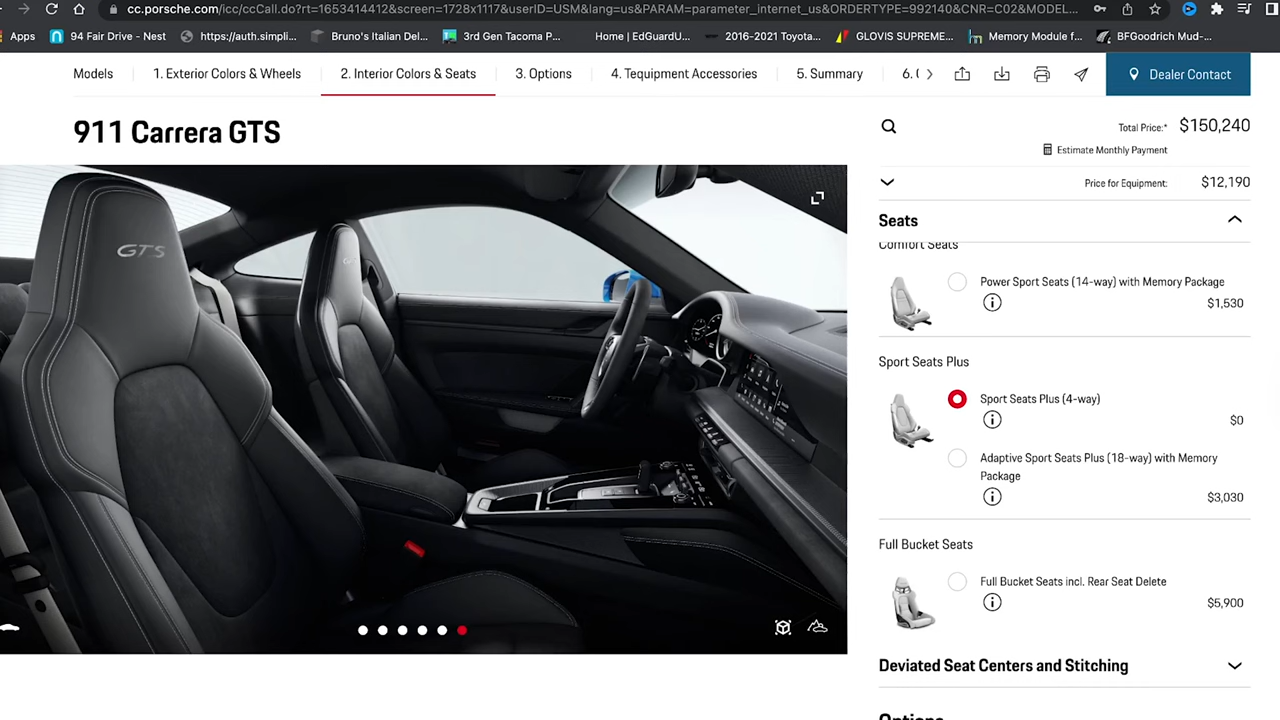 cc.porsche.com/icc/ccCall.do?rt=1653414412&screen=1728x1117&userID=USM&lang=us&PARAM=parameter_internet_us&ORDERTYPE=992140&CNR=C02&MODEL...
Apps
94 Fair Drive - Nest
https://auth.simpli...
Bruno's Italian Del...
3rd Gen Tacoma P...
Home | EdGuardU...
2016-2021 Toyota...
GLOVIS SUPREME...
Memory Module f...
BFGoodrich Mud-...
Models
1. Exterior Colors & Wheels
2. Interior Colors & Seats
3. Options
4. Tequipment Accessories
5. Summary
6. (
Dealer Contact
911 Carrera GTS
Total Price:* $150,240
Estimate Monthly Payment
Price for Equipment: $12,190
GTS
Seats
Comfort Seats
Power Sport Seats (14-way) with Memory Package
$1,530
Sport Seats Plus
Sport Seats Plus (4-way)
$0
Adaptive Sport Seats Plus (18-way) with Memory
Package
$3,030
Full Bucket Seats
Full Bucket Seats incl. Rear Seat Delete
$5,900
Deviated Seat Centers and Stitching
Options